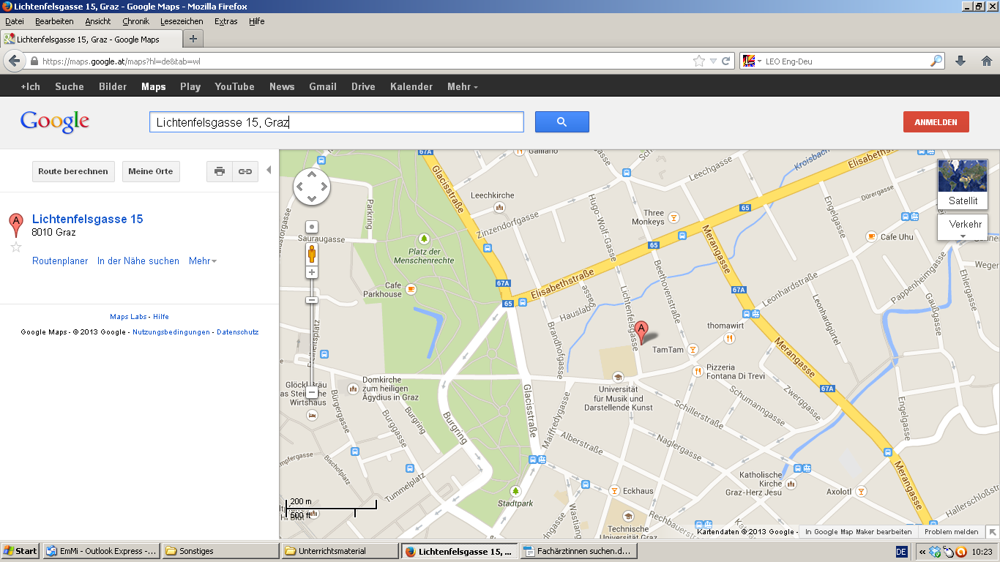 Lichtenfelsgasse 15, Graz - Google Maps - Mozilla Firefox
Datei Bearbeiten Ansicht Chronik Lesezeichen Extras Hilfe
Lichtenfelsgasse 15, Graz - Google Maps
https://maps.google.at/maps?hl=de&tab=wl
LEO Eng-Deu
+Ich Suche Bilder Maps Play YouTube News Gmail Drive Kalender Mehr
Google
Lichtenfelsgasse 15, Graz
ANMELDEN
Route berechnen
Meine Orte
A
Lichtenfelsgasse 15
8010 Graz
Routenplaner In der Nähe suchen Mehr
Maps Labs - Hilfe
Google Maps - ©2013 Google - Nutzungsbedingungen - Datenschutz
67A
Galliano
67A
Glacisstraße
Leechkirche
Zinzendorfgasse
Parkring
Sauraugasse
Platz der
Menschenrechte
Cafe
Parkhouse
Hugo-Wolf-Gasse
Three
Monkeys
Leechgasse
Kroisbach
Elisabethstraße
65
65
Merangasse
Engelgasse
Dürergasse
Cafe Uhu
Satellit
Verkehr
67A
65
Elisabethstraße
Hauslabgasse
Brandhofgasse
Lichtenfelsgasse
Beethovenstraße
67A
Leonhardstraße
Leonhardgürtel
Pappenheimgasse
Gaußgasse
Ehlergasse
A
thomawirt
TamTam
Pizzeria
Fontana Di Trevi
Merangasse
67A
Universität
für Musik und
Darstellende Kunst
Schillerstraße
Schumanngasse
Zwerggasse
Engelgasse
Domkirche
zum heiligen
Ägydius in Graz
Wirtshaus
Bürgergasse
Burggasse
Burgring
Burgring
Glacisstraße
Maiffredygasse
Alberstraße
Naglergasse
Bischofplatz
Tummelplatz
Stadtpark
Eckhaus
Wastiangasse
Technische
Universität Graz
Rechbauerstraße
Katholische
Kirche
Graz-Herz Jesu
Axolotl
Merangasse
200 m
500 ft
Kartendaten ©2013 Google - In Google Map Maker bearbeiten Problem melden
Start
EmMi - Outlook Express -...
Sonstiges
Unterrichtsmaterial
Lichtenfelsgasse 15, ...
Fachärztinnen suchen.d...
DE
10:23